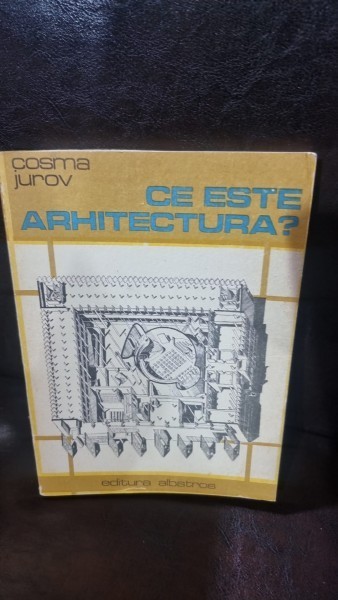 cosma
jurov
CE ESTE
ARHITECTURA?
editura albatros